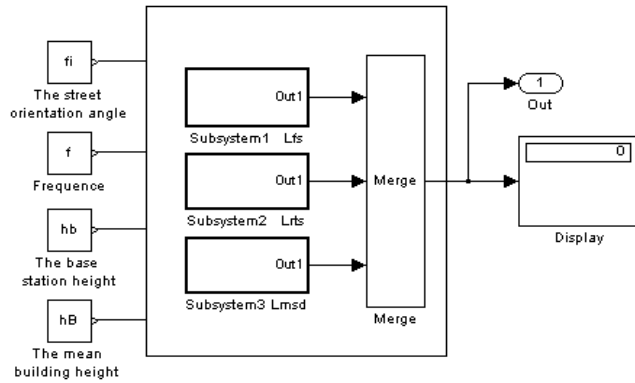 fi
The street
orientation angle
f
Frequence
hb
The base
station height
hB
The mean
building height
Out1
Subsystem1 Lfs
Out1
Subsystem2 Lrts
Out1
Subsystem3 Lmsd
Merge
Merge
1
Out
0
Display